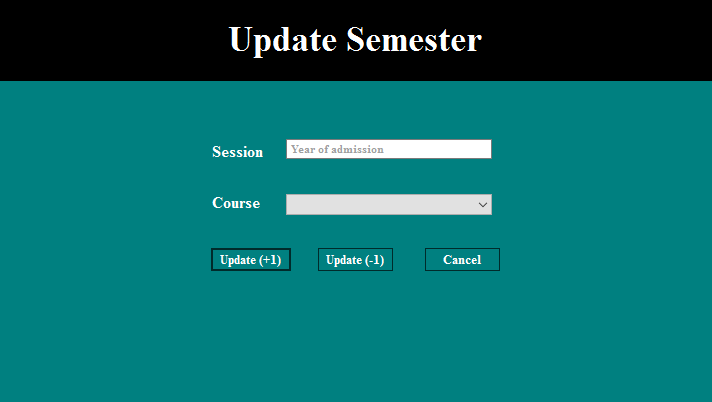 Update Semester
Session
Year of admission
Course
Update (+1)
Update (-1)
Cancel